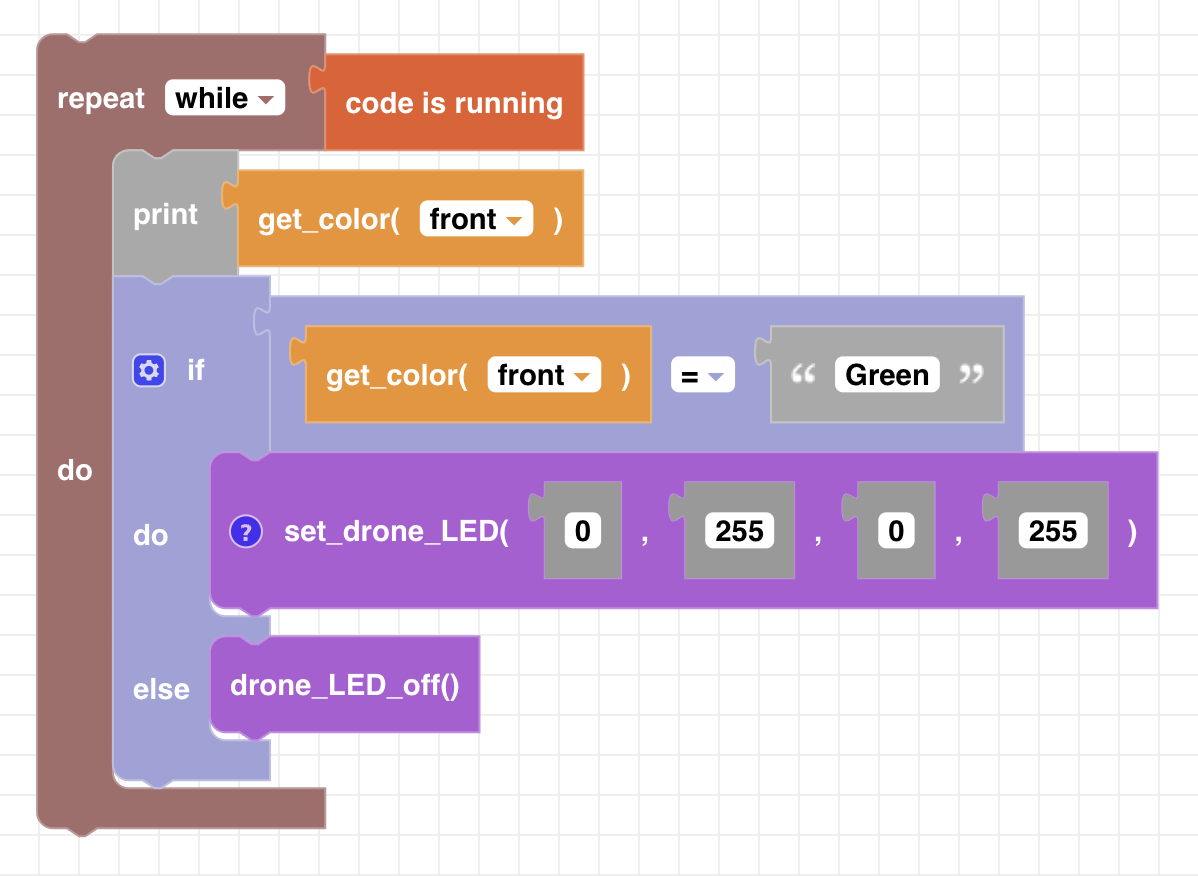 repeat while code is running
print get_color( front )
if get_color( front ) = “ Green ”
do
do ? set_drone_LED( 0 , 255 , 0 , 255 )
else drone_LED_off()